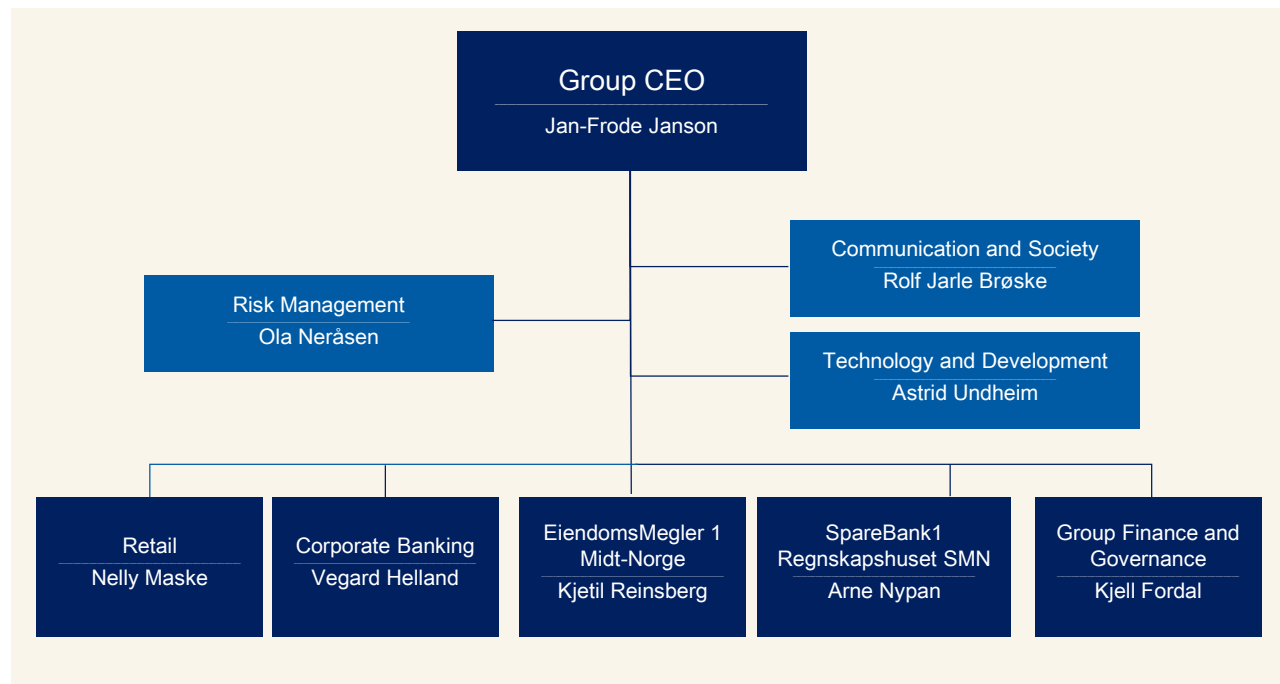 Group CEO
Jan-Frode Janson
Communication and Society
Rolf Jarle Brøske
Risk Management
Ola Neråsen
Technology and Development
Astrid Undheim
Retail
Nelly Maske
Corporate Banking
Vegard Helland
EiendomsMegler 1
Midt-Norge
Kjetil Reinsberg
SpareBank1
Regnskapshuset SMN
Arne Nypan
Group Finance and
Governance
Kjell Fordal